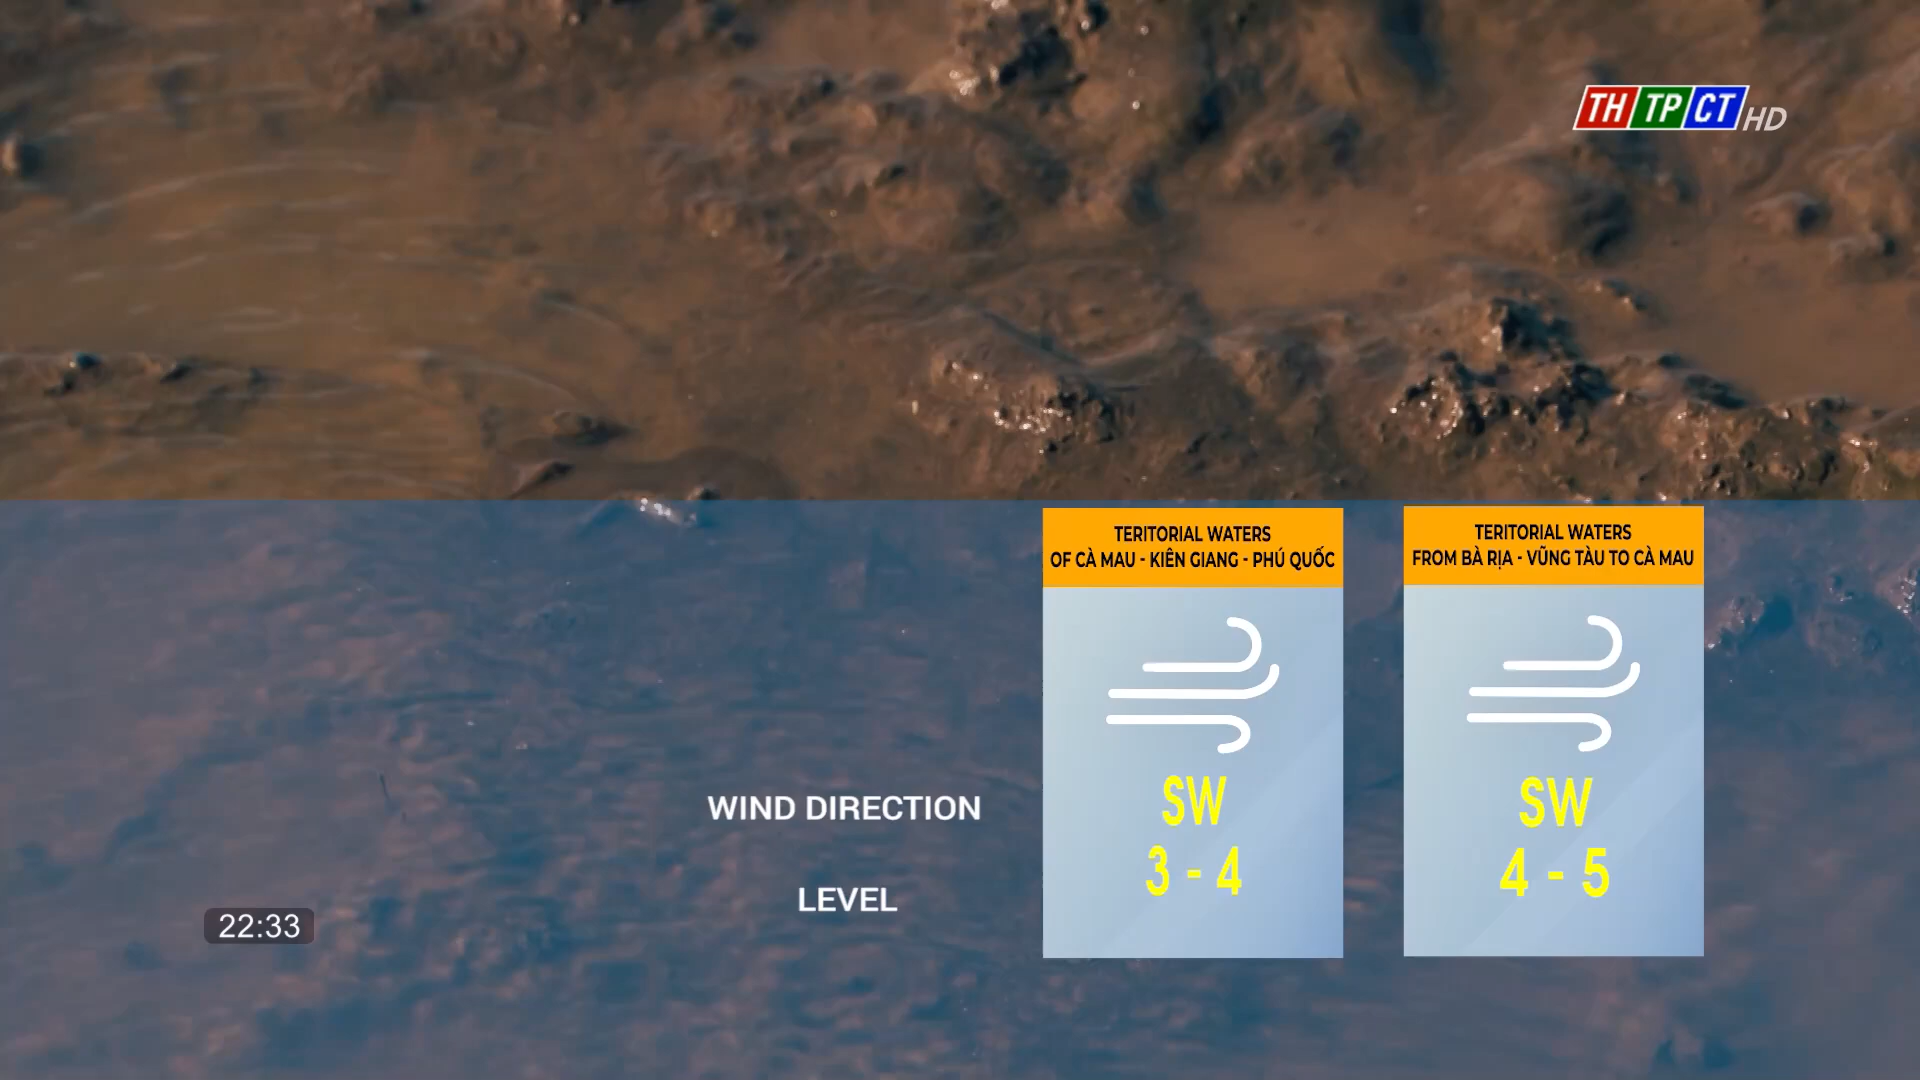 THTPCT HD
TERITORIAL WATERS
OF CÀ MAU - KIÊN GIANG - PHÚ QUỐC
TERITORIAL WATERS
FROM BÀ RỊA - VŨNG TÀU TO CÀ MAU
WIND DIRECTION
SW
SW
LEVEL
3 - 4
4 - 5
22:33